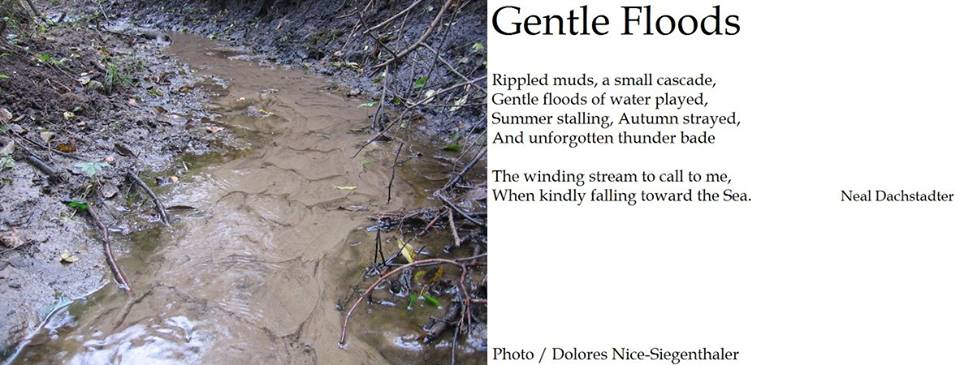 Gentle Floods
Rippled muds, a small cascade,
Gentle floods of water played,
Summer stalling, Autumn strayed,
And unforgotten thunder bade
The winding stream to call to me,
When kindly falling toward the Sea.
Neal Dachstadter
Photo / Dolores Nice-Siegenthaler